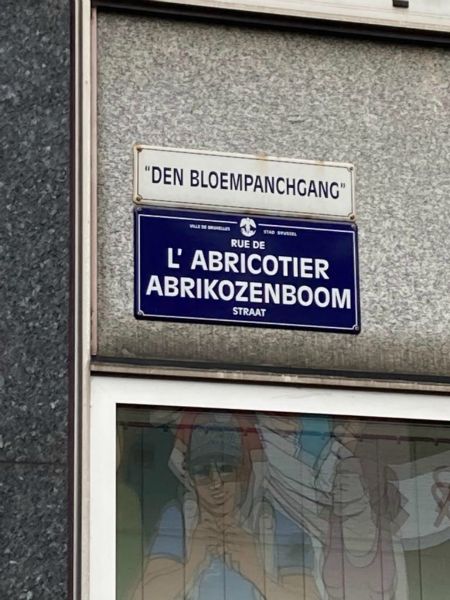 "DEN BLOEMPANCHGANG"
VILLE DE BRUXELLES STAD BRUSSEL
RUE DE
L' ABRICOTIER
ABRIKOZENBOOM
STRAAT